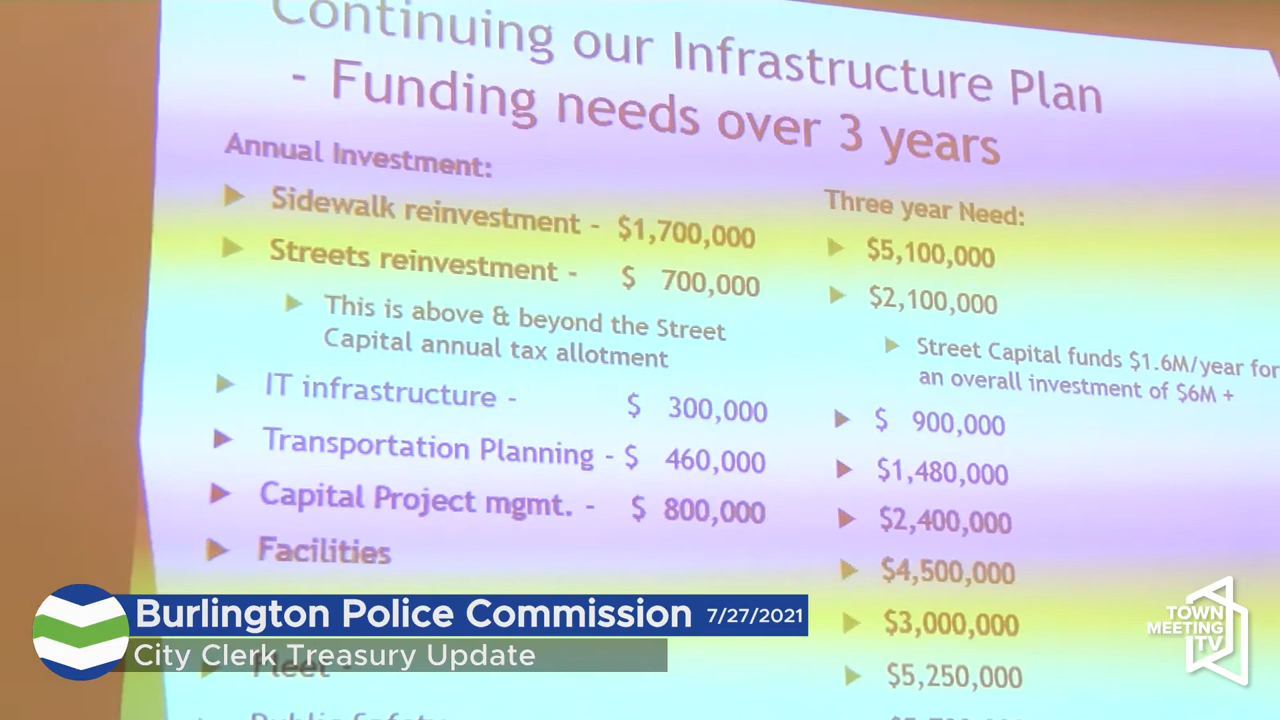 Continuing our Infrastructure Plan
- Funding needs over 3 years
Annual Investment:
Sidewalk reinvestment - $1,700,000
Streets reinvestment - $ 700,000
This is above & beyond the Street
Capital annual tax allotment
IT infrastructure - $ 300,000
Transportation Planning - $ 460,000
Capital Project mgmt. - $ 800,000
Facilities
Fleet -
Public Safety
Three year Need:
$5,100,000
$2,100,000
Street Capital funds $1.6M/year for
an overall investment of $6M +
$ 900,000
$1,480,000
$2,400,000
$4,500,000
$3,000,000
$5,250,000
Burlington Police Commission 7/27/2021
City Clerk Treasury Update
TOWN
MEETING
TV